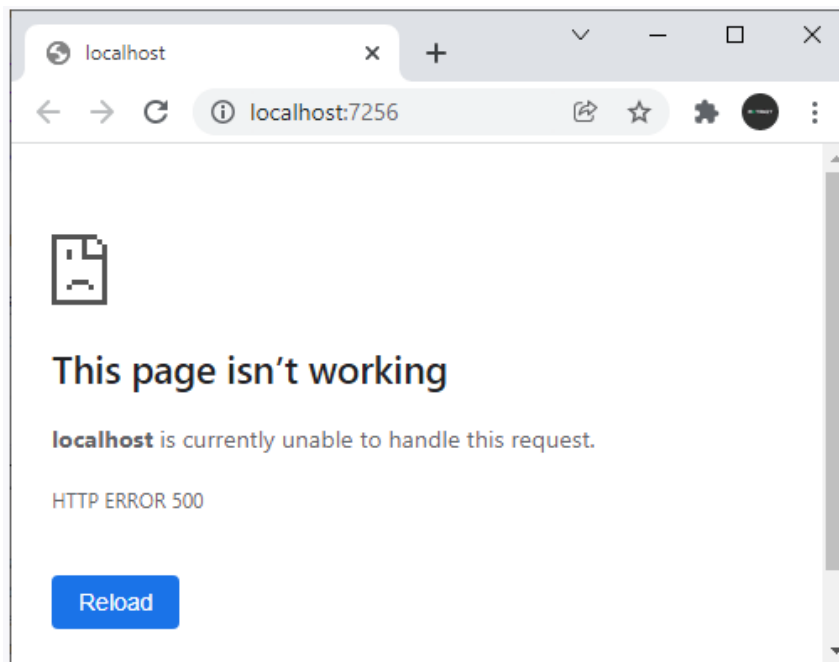 localhost
localhost:7256
This page isn't working
localhost is currently unable to handle this request.
HTTP ERROR 500
Reload